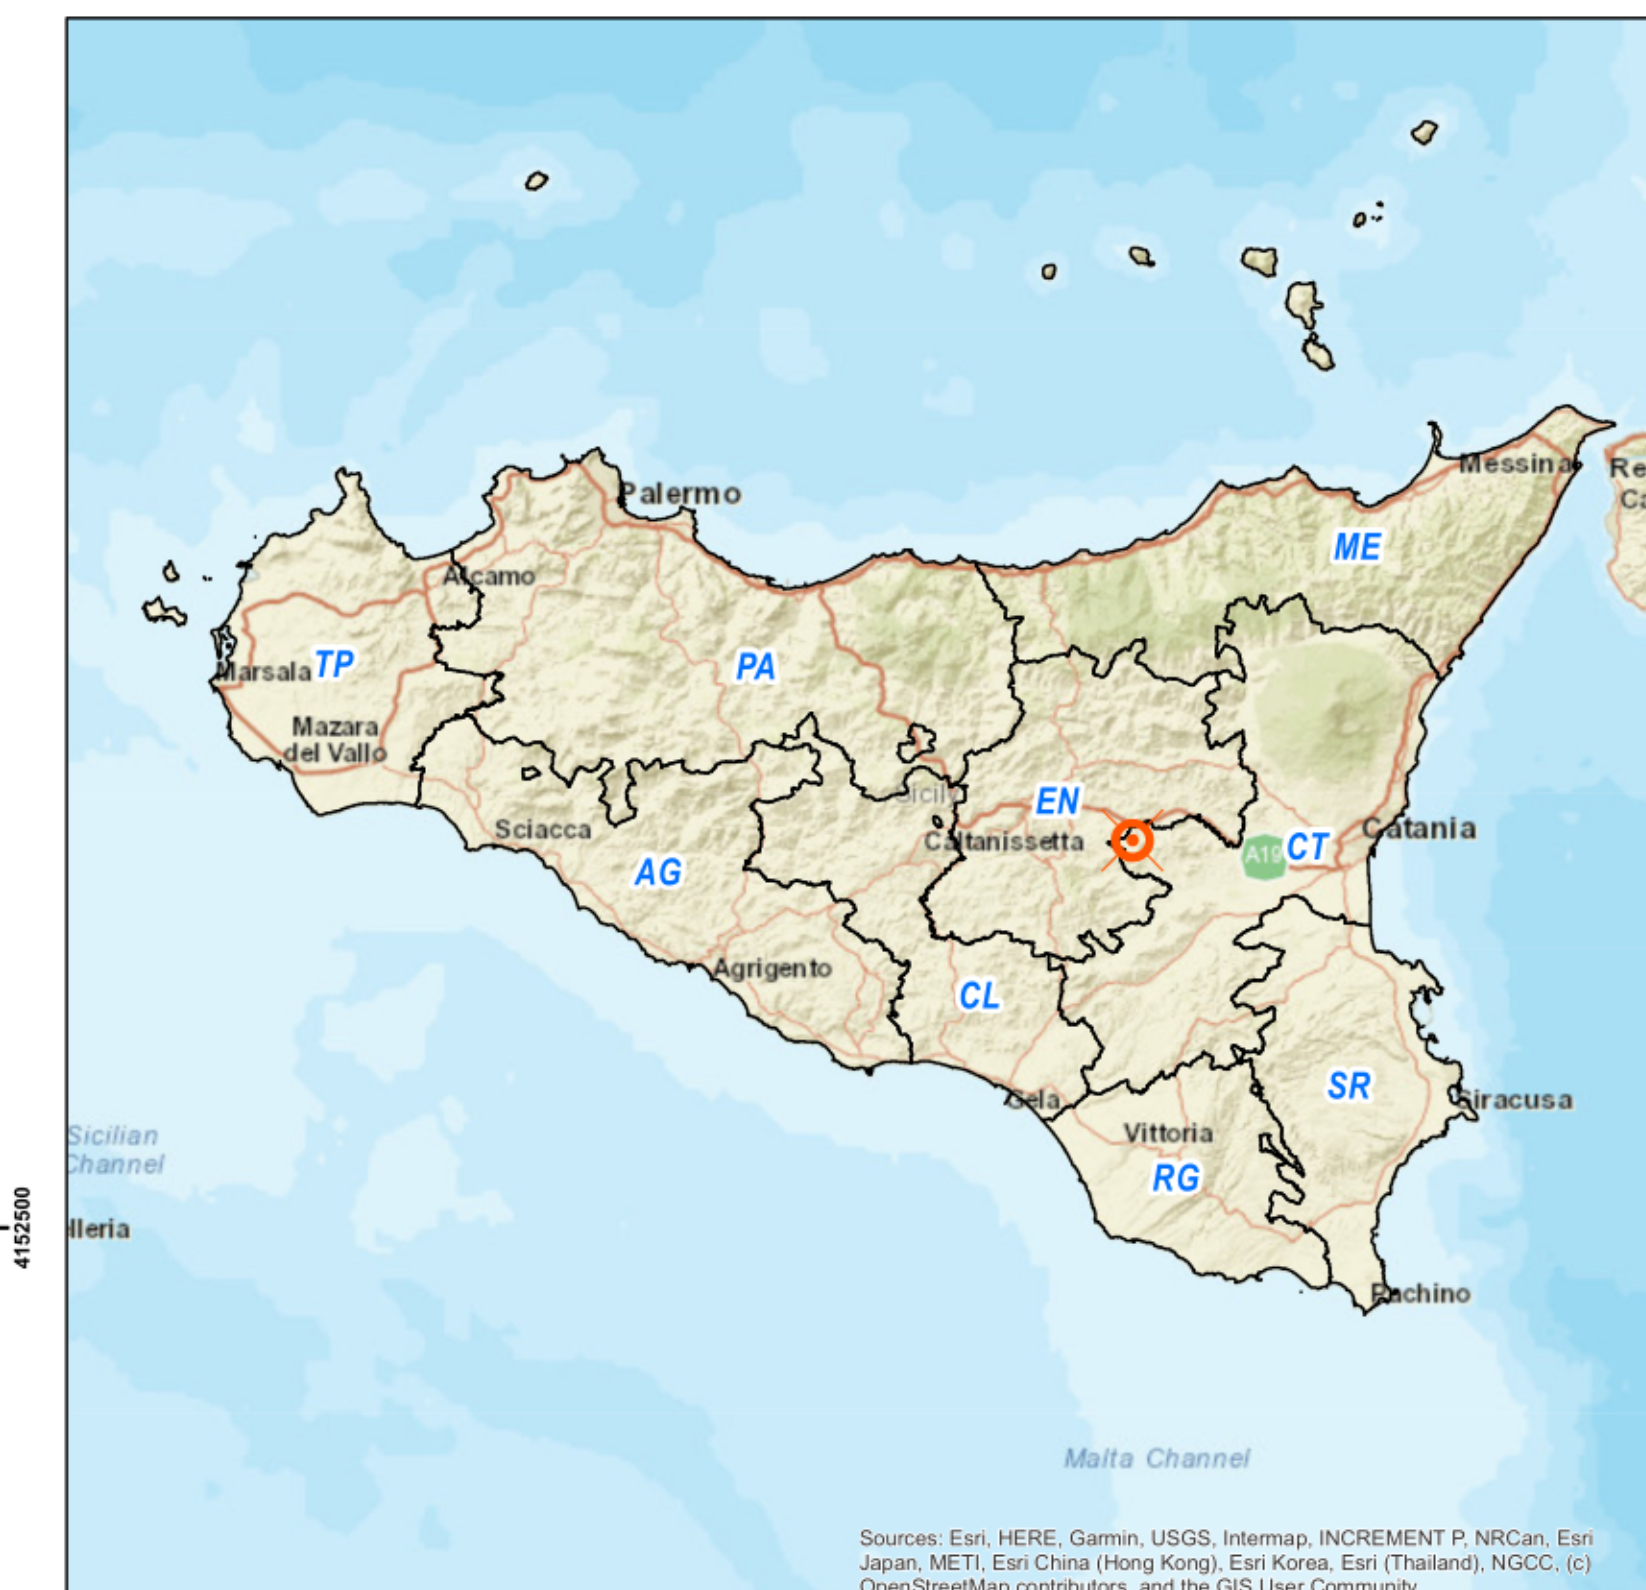 Palermo
Messina
Re
Ca
ME
Alcamo
Marsala
TP
PA
Mazara
del Vallo
Sicily
EN
Sciacca
Caltanissetta
A19
CT
Catania
AG
Agrigento
CL
Gela
SR
Siracusa
Vittoria
RG
Sicilian
Channel
4152500
lleria
Pachino
Malta Channel
Sources: Esri, HERE, Garmin, USGS, Intermap, INCREMENT P, NRCan, Esri
Japan, METI, Esri China (Hong Kong), Esri Korea, Esri (Thailand), NGCC, (c)
OpenStreetMap contributors, and the GIS User Community